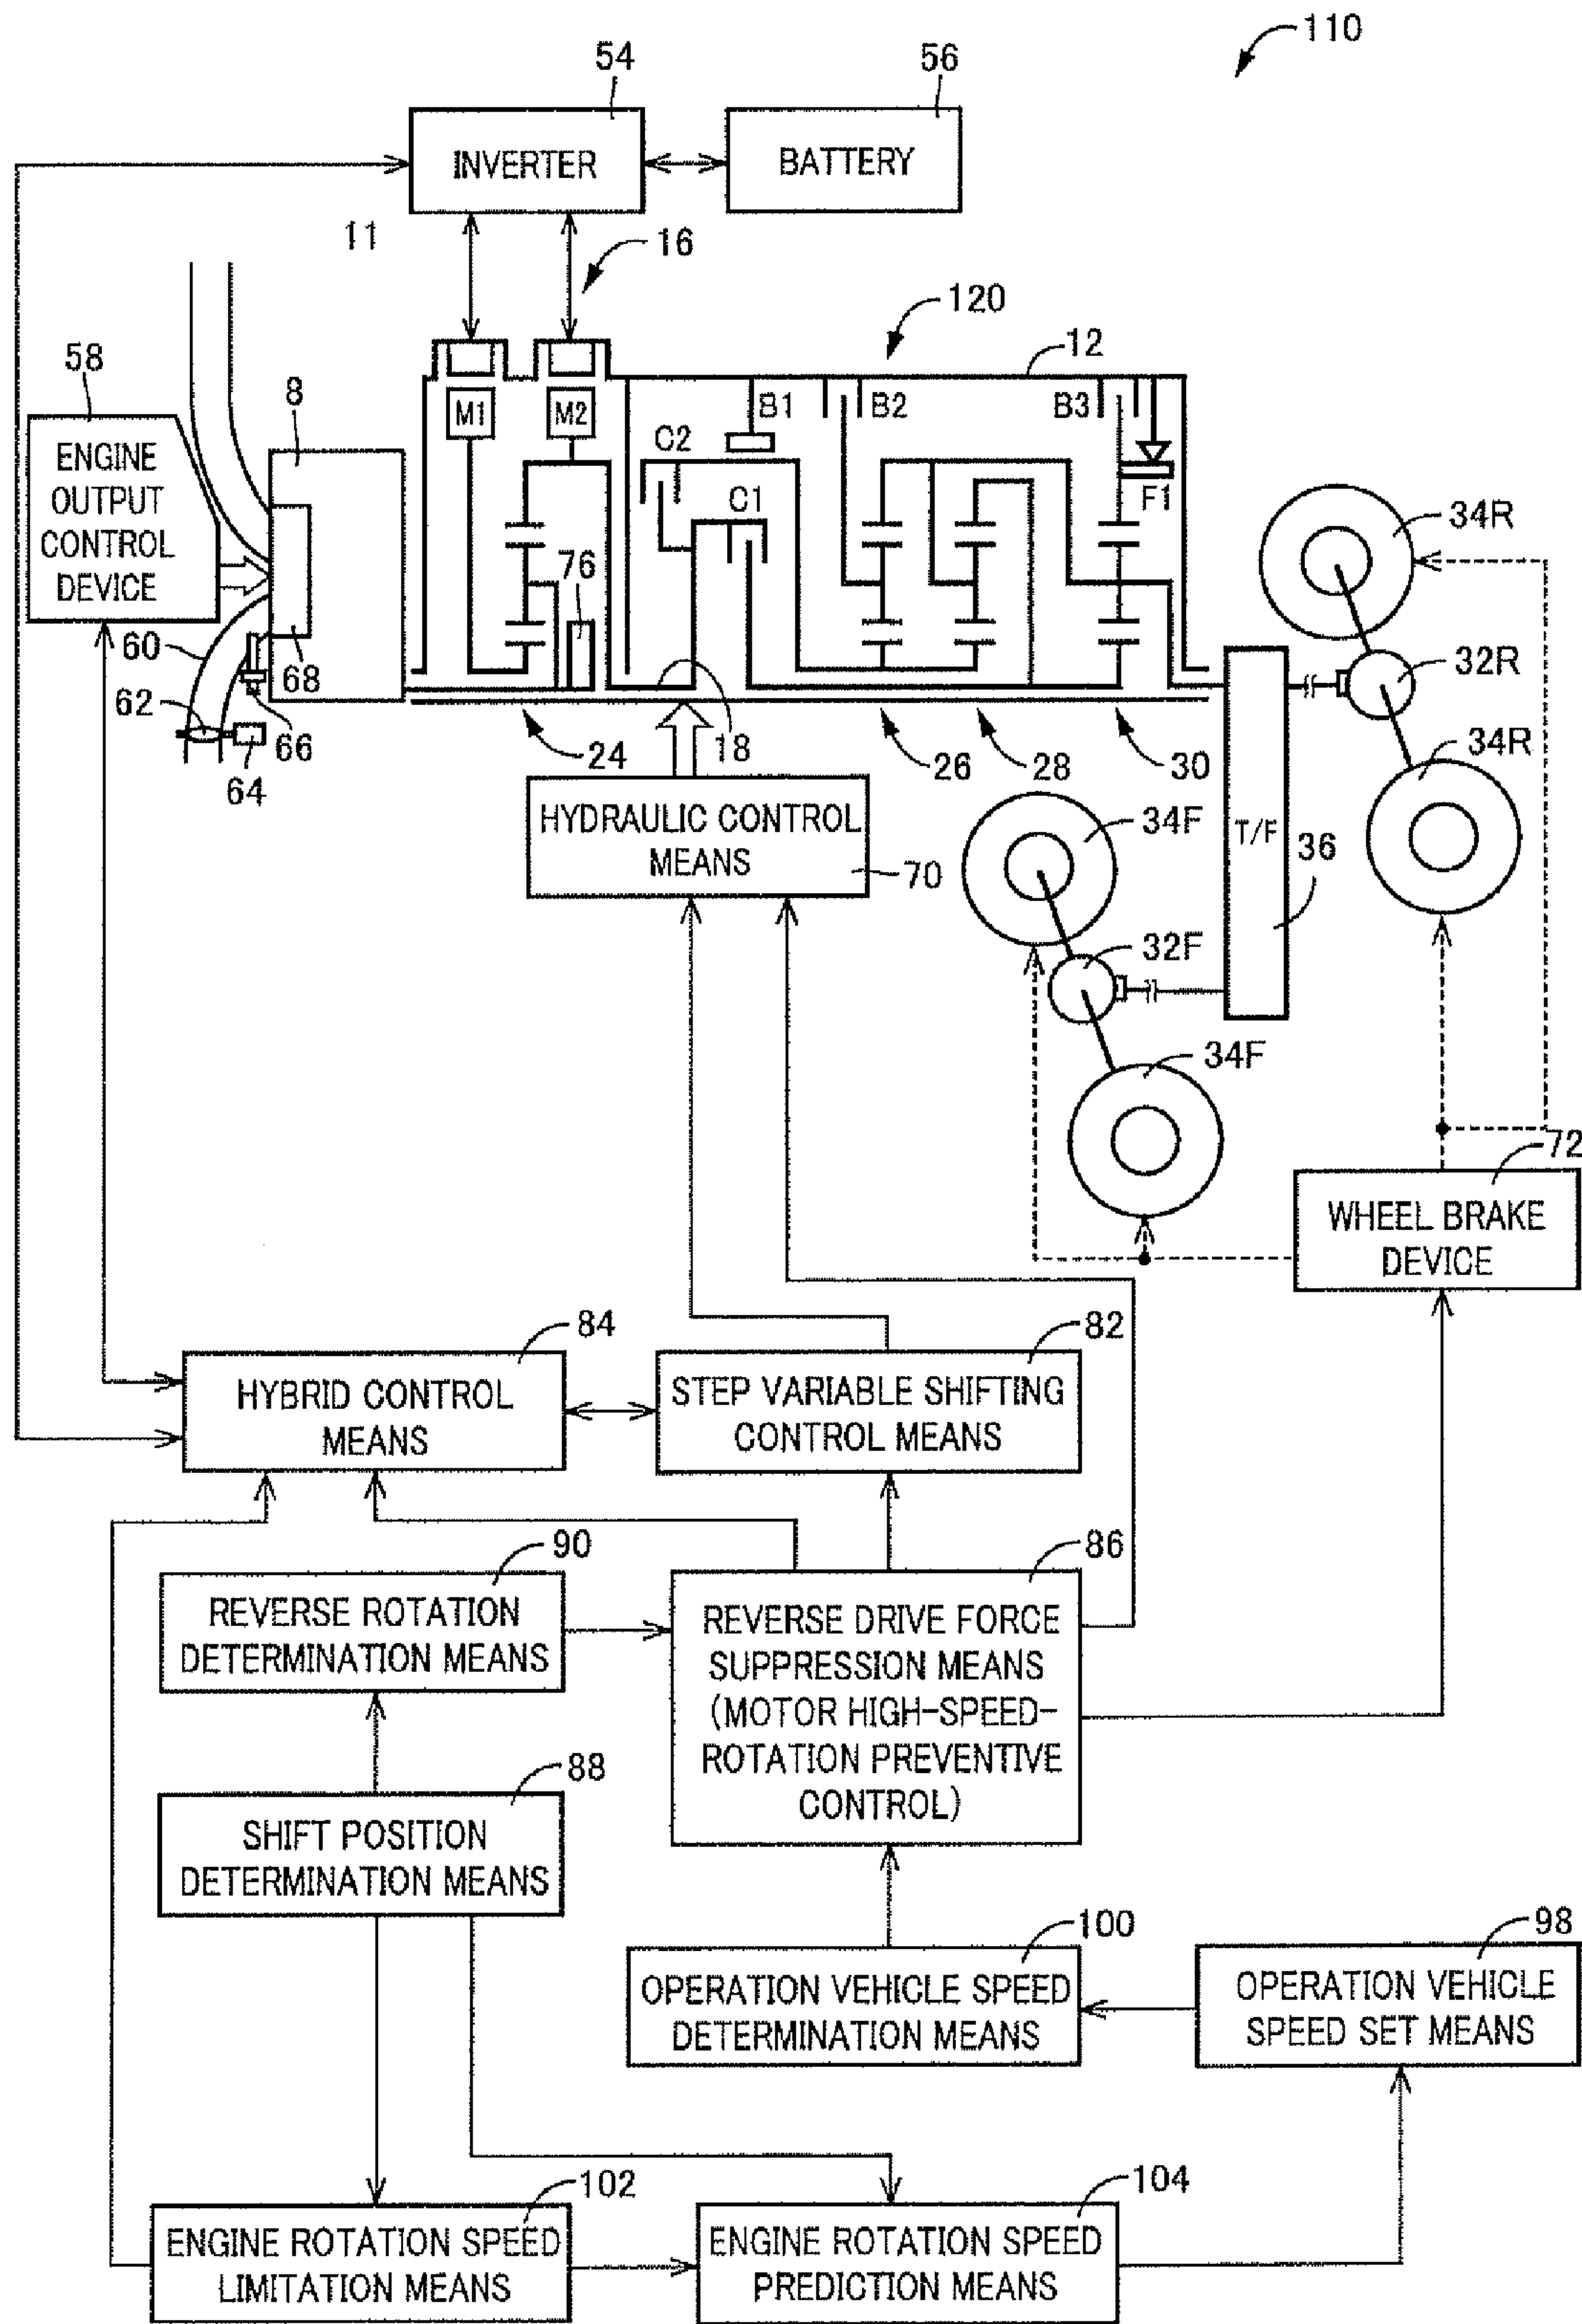 110
54
56
INVERTER
BATTERY
11
16
120
12
58
8
M1
M2
B1
B2
B3
C2
C1
F1
ENGINE
OUTPUT
CONTROL
DEVICE
76
34R
60
68
32R
62
66
64
24
18
26
28
30
34R
HYDRAULIC CONTROL
MEANS
70
34F
T/F
36
32F
34F
72
WHEEL BRAKE
DEVICE
84
82
HYBRID CONTROL
MEANS
STEP VARIABLE SHIFTING
CONTROL MEANS
90
86
REVERSE ROTATION
DETERMINATION MEANS
REVERSE DRIVE FORCE
SUPPRESSION MEANS
(MOTOR HIGH-SPEED-
ROTATION PREVENTIVE
CONTROL)
88
SHIFT POSITION
DETERMINATION MEANS
100
98
OPERATION VEHICLE SPEED
DETERMINATION MEANS
OPERATION VEHICLE
SPEED SET MEANS
102
104
ENGINE ROTATION SPEED
LIMITATION MEANS
ENGINE ROTATION SPEED
PREDICTION MEANS